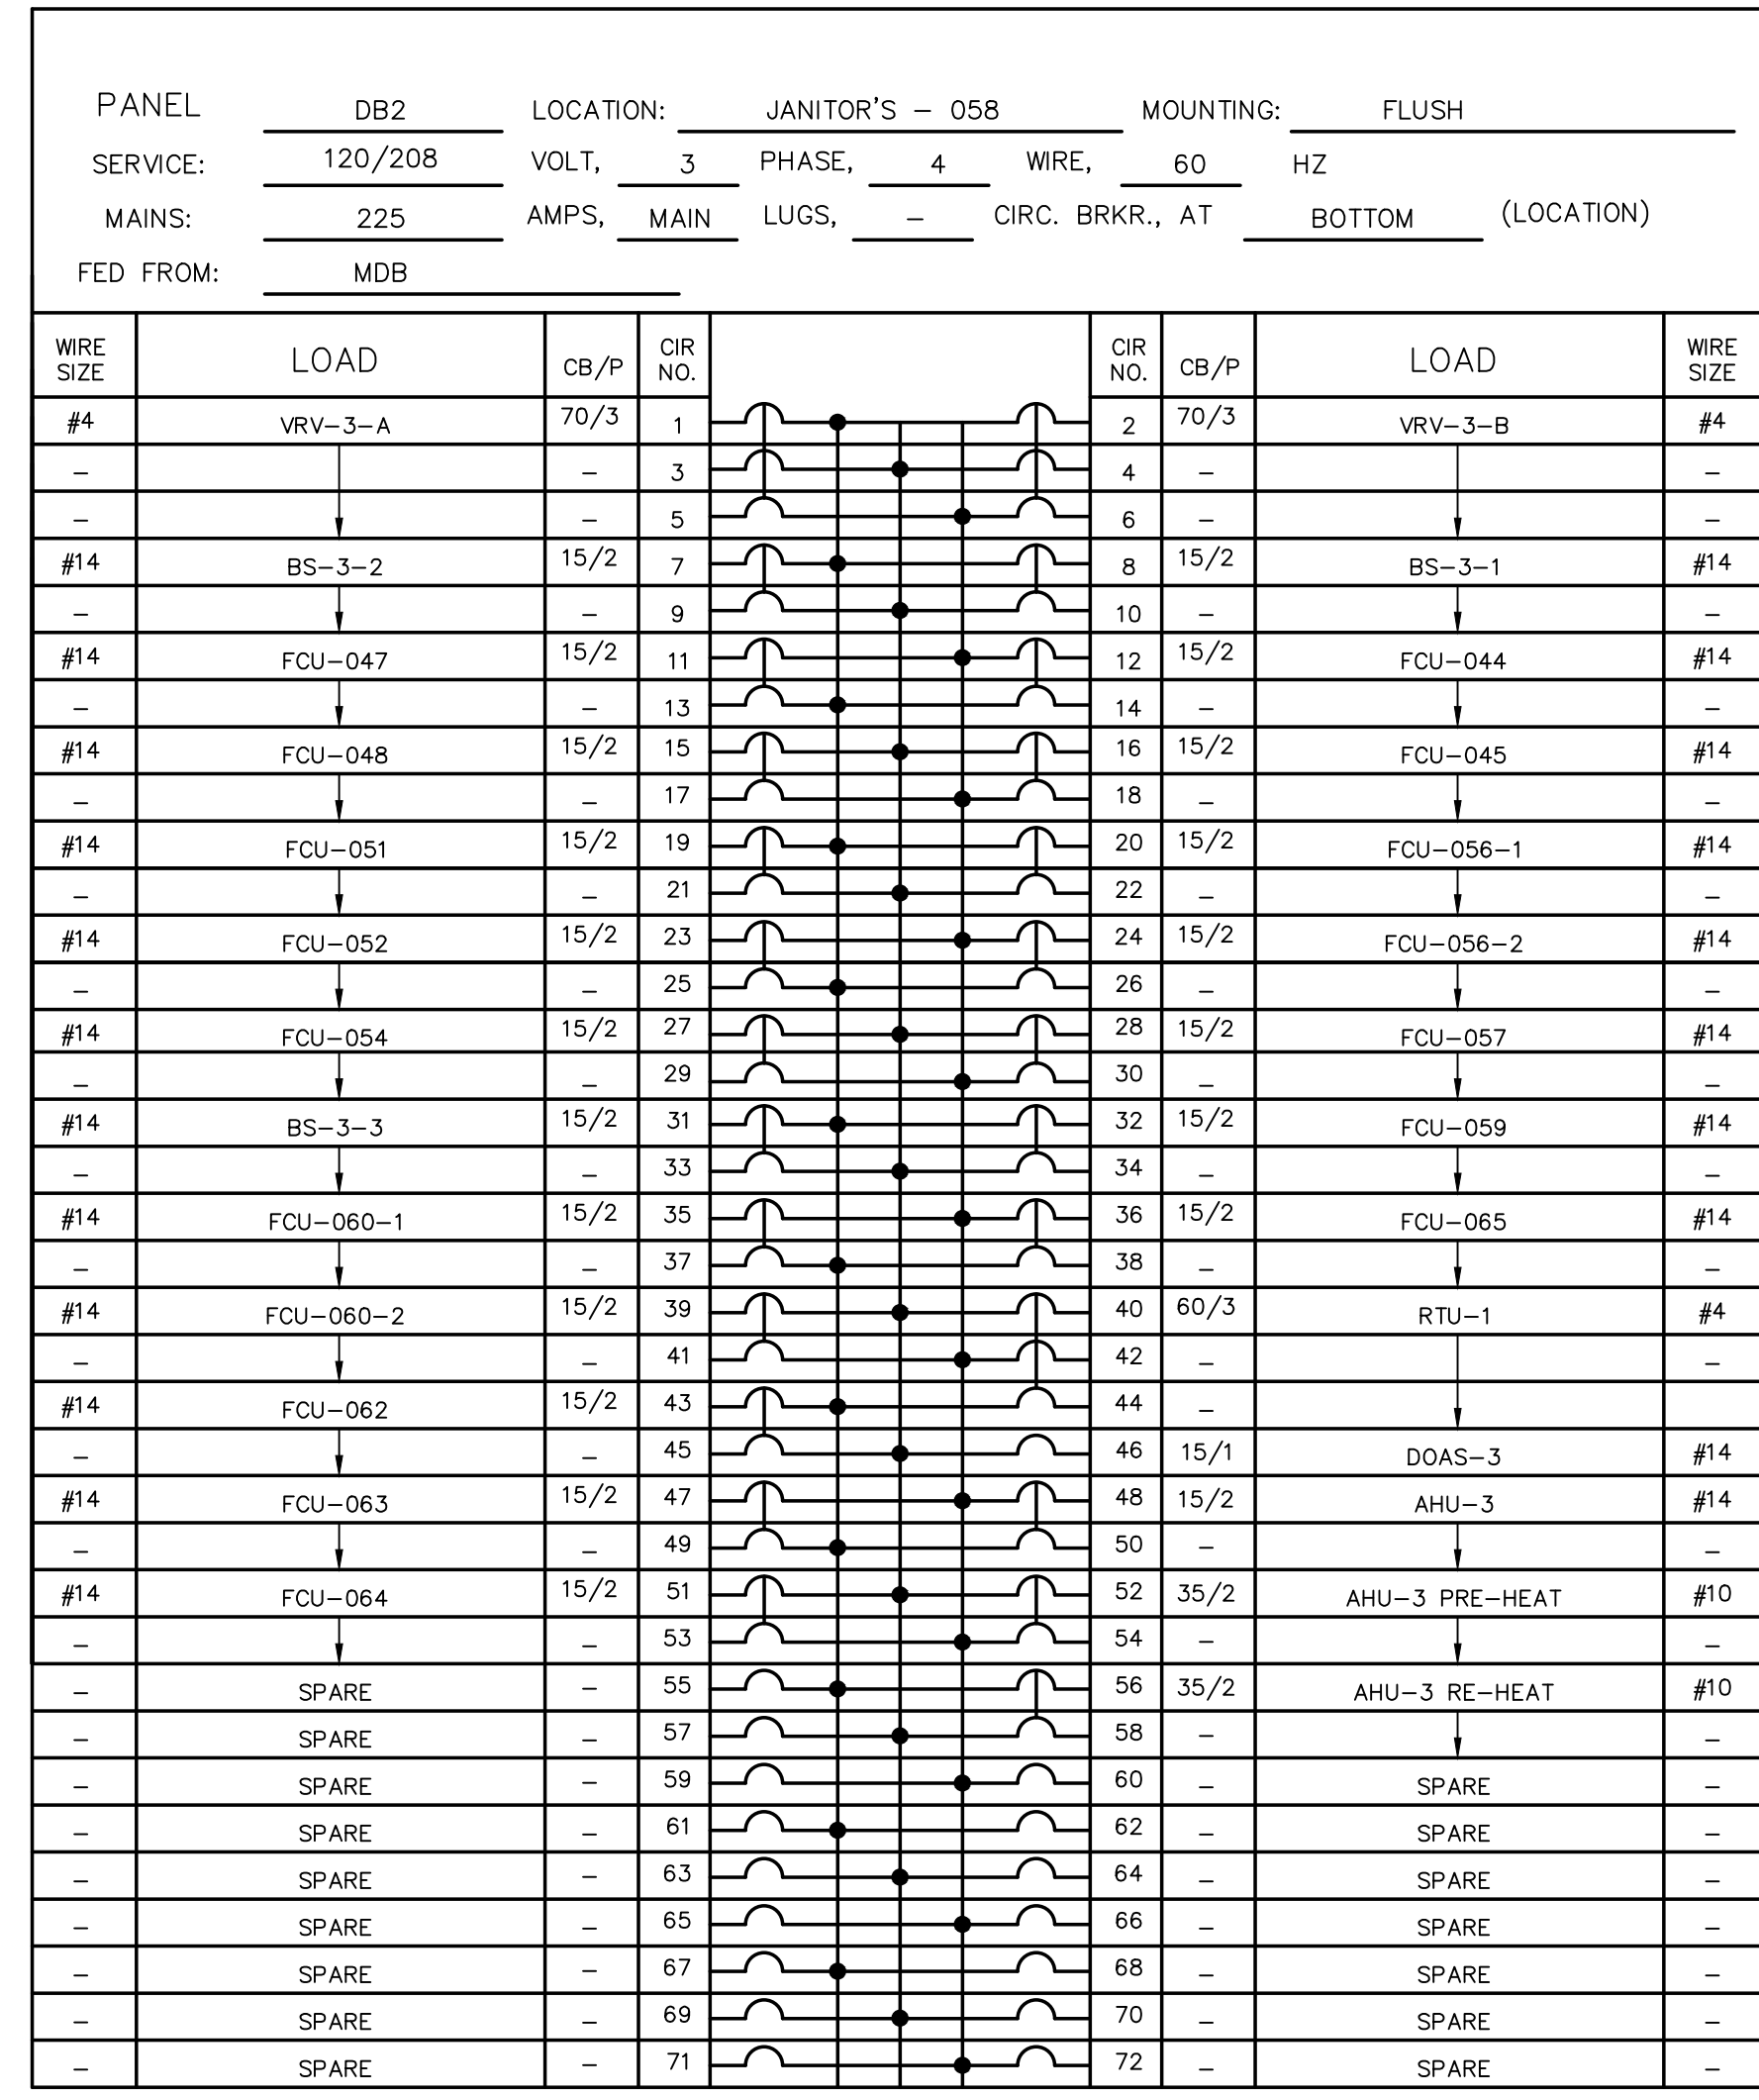 PANEL DB2 LOCATION: JANITOR'S – 058 MOUNTING: FLUSH
SERVICE: 120/208 VOLT, 3 PHASE, 4 WIRE, 60 HZ
MAINS: 225 AMPS, MAIN LUGS, – CIRC. BRKR., AT BOTTOM (LOCATION)
FED FROM: MDB
WIRE SIZE LOAD CB/P CIR NO. CIR NO. CB/P LOAD WIRE SIZE
#4 VRV-3-A 70/3 1 2 70/3 VRV-3-B #4
– – 3 4 – –
– – 5 6 – –
#14 BS-3-2 15/2 7 8 15/2 BS-3-1 #14
– – 9 10 – –
#14 FCU-047 15/2 11 12 15/2 FCU-044 #14
– – 13 14 – –
#14 FCU-048 15/2 15 16 15/2 FCU-045 #14
– – 17 18 – –
#14 FCU-051 15/2 19 20 15/2 FCU-056-1 #14
– – 21 22 – –
#14 FCU-052 15/2 23 24 15/2 FCU-056-2 #14
– – 25 26 – –
#14 FCU-054 15/2 27 28 15/2 FCU-057 #14
– – 29 30 – –
#14 BS-3-3 15/2 31 32 15/2 FCU-059 #14
– – 33 34 – –
#14 FCU-060-1 15/2 35 36 15/2 FCU-065 #14
– – 37 38 – –
#14 FCU-060-2 15/2 39 40 60/3 RTU-1 #4
– – 41 42 – –
#14 FCU-062 15/2 43 44 –
– – 45 46 15/1 DOAS-3 #14
#14 FCU-063 15/2 47 48 15/2 AHU-3 #14
– – 49 50 – –
#14 FCU-064 15/2 51 52 35/2 AHU-3 PRE-HEAT #10
– – 53 54 – –
– SPARE – 55 56 35/2 AHU-3 RE-HEAT #10
– SPARE – 57 58 – –
– SPARE – 59 60 – SPARE –
– SPARE – 61 62 – SPARE –
– SPARE – 63 64 – SPARE –
– SPARE – 65 66 – SPARE –
– SPARE – 67 68 – SPARE –
– SPARE – 69 70 – SPARE –
– SPARE – 71 72 – SPARE –